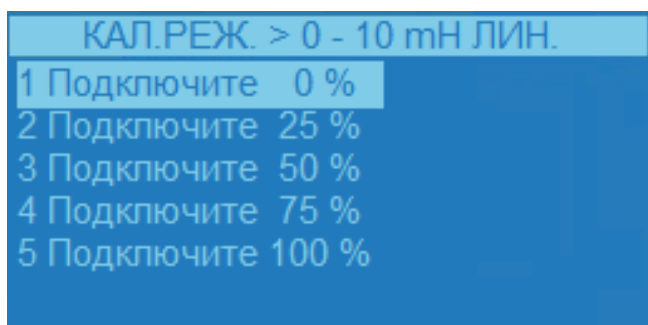 КАЛ.РЕЖ. > 0 - 10 mH ЛИН.
1 Подключите 0 %
2 Подключите 25 %
3 Подключите 50 %
4 Подключите 75 %
5 Подключите 100 %